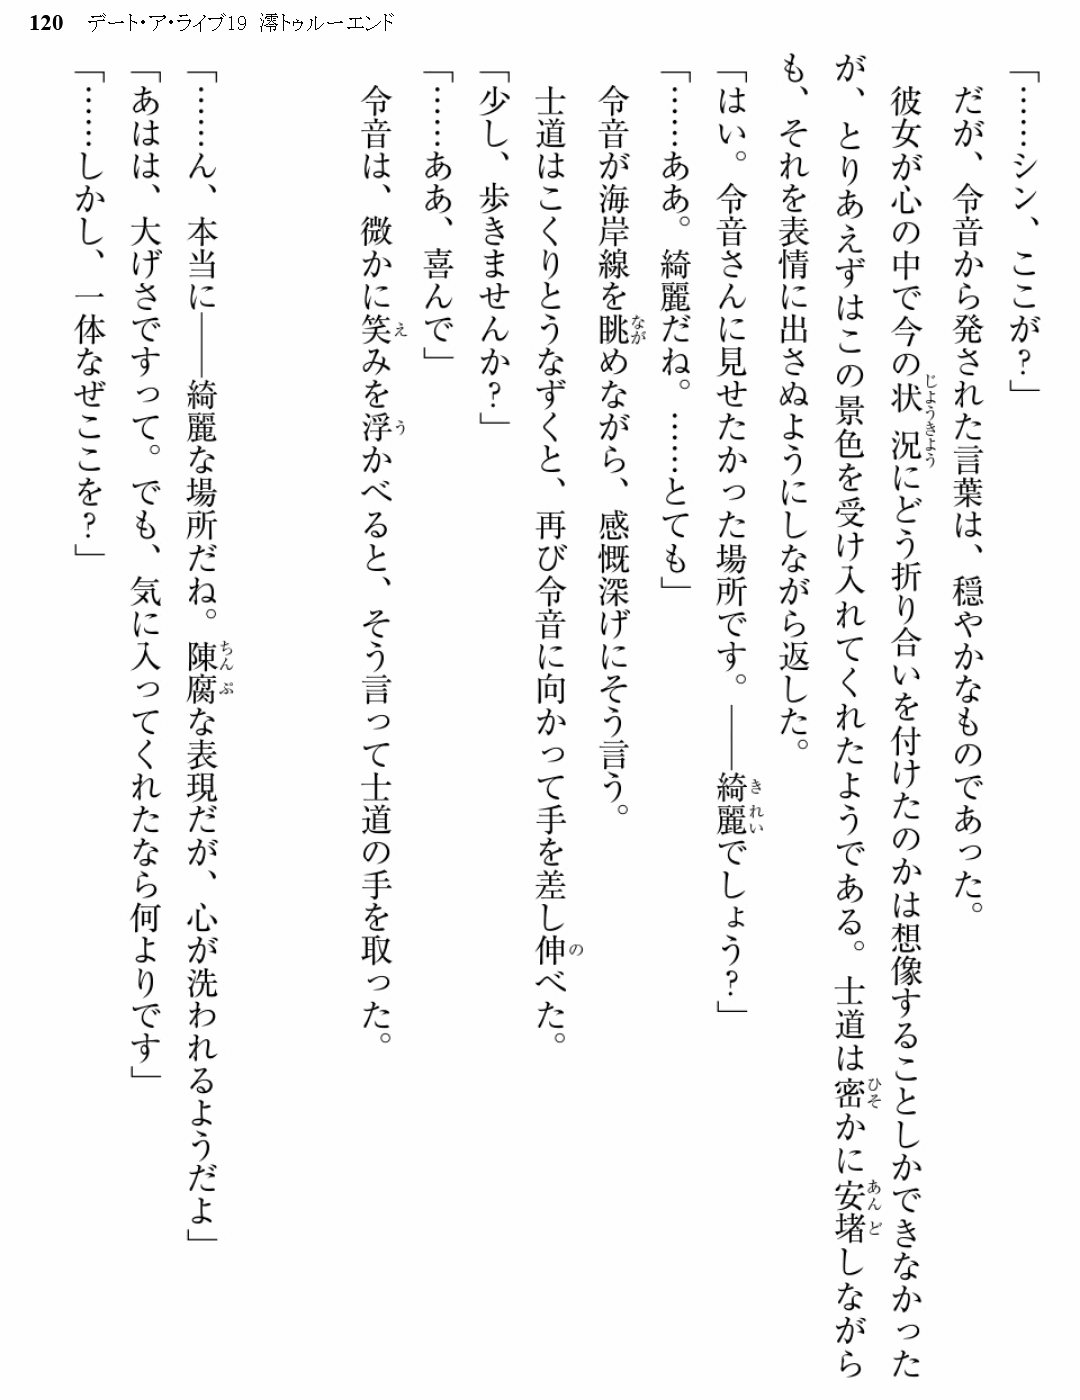 120 デート・ア・ライブ19 澪トゥルーエンド
「……シン、ここが?」
だが、令音から発された言葉は、穏やかなものであった。
彼女が心の中で今の状況にどう折り合いを付けたのかは想像することしかできなかった
が、とりあえずはこの景色を受け入れてくれたようである。士道は密かに安堵しながら
も、それを表情に出さぬようにしながら返した。
「はい。令音さんに見せたかった場所です。――綺麗でしょう?」
「……ああ。綺麗だね。……とても」
令音が海岸線を眺めながら、感慨深げにそう言う。
士道はこくりとうなずくと、再び令音に向かって手を差し伸べた。
「少し、歩きませんか?」
「……ああ、喜んで」
令音は、微かに笑みを浮かべると、そう言って士道の手を取った。
「……ん、本当に――綺麗な場所だね。陳腐な表現だが、心が洗われるようだよ」
「あはは、大げさですって。でも、気に入ってくれたなら何よりです」
「……しかし、一体なぜここを?」